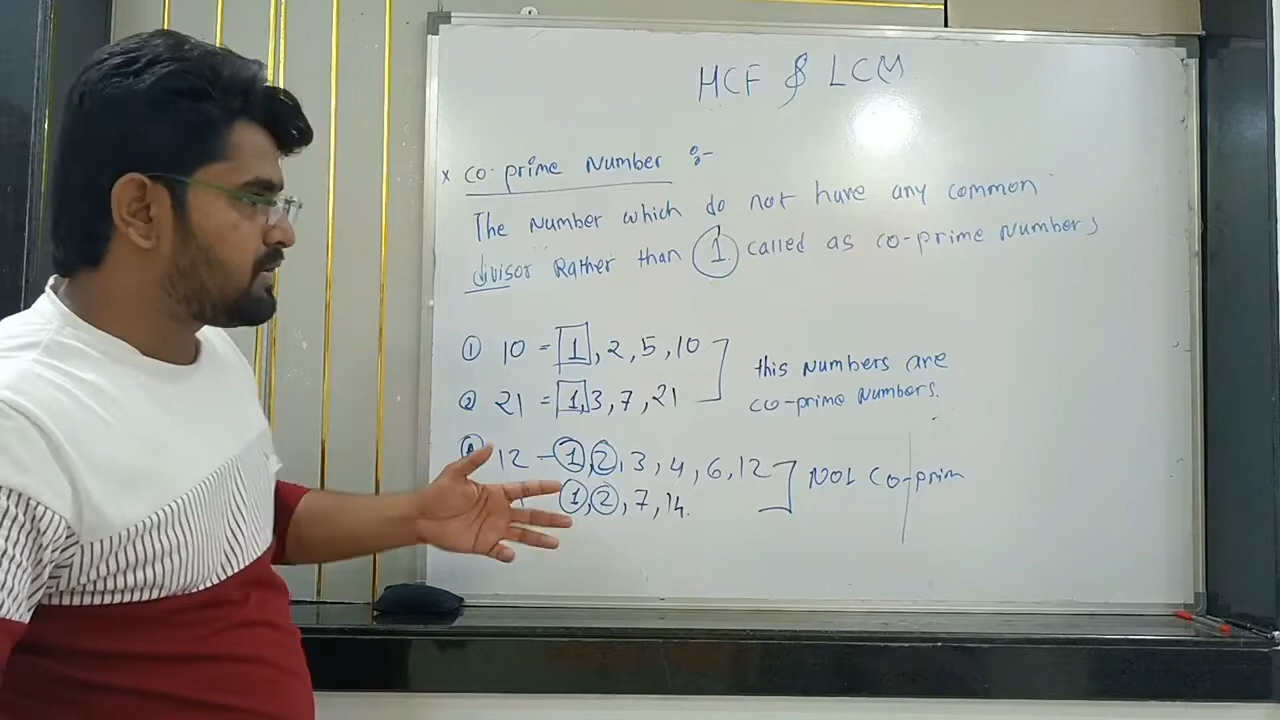 HCF & LCM
x Co-prime Number :-
The Number which do not have any common
divisor Rather than 1 called as co-prime Numbers
① 10 = 1, 2, 5, 10
this Numbers are
② 21 = 1, 3, 7, 21
co-prime Numbers.
12 - 1, 2, 3, 4, 6, 12
Not Co-prim
1, 2, 7, 14.